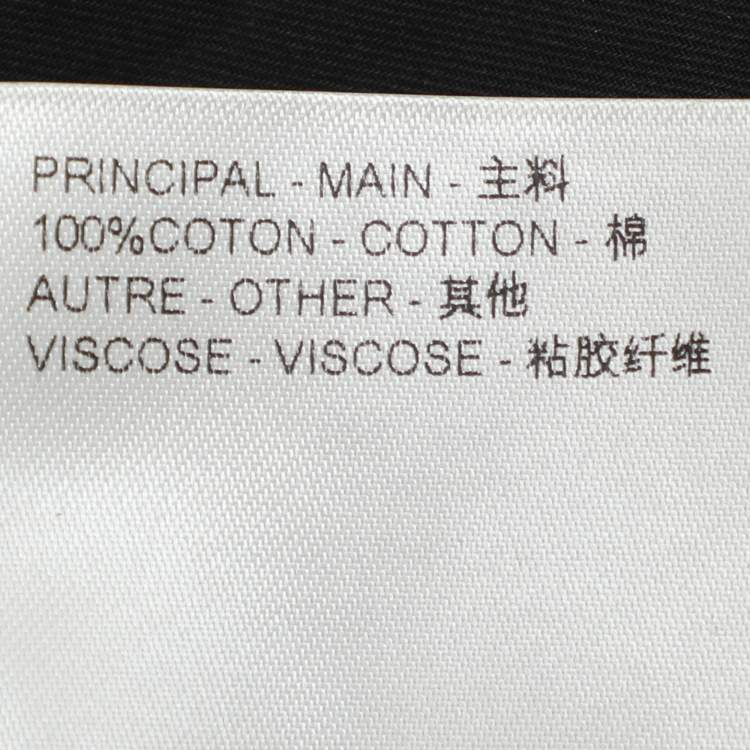 PRINCIPAL - MAIN - 主料
100%COTON - COTTON - 棉
AUTRE - OTHER - 其他
VISCOSE - VISCOSE - 粘胶纤维